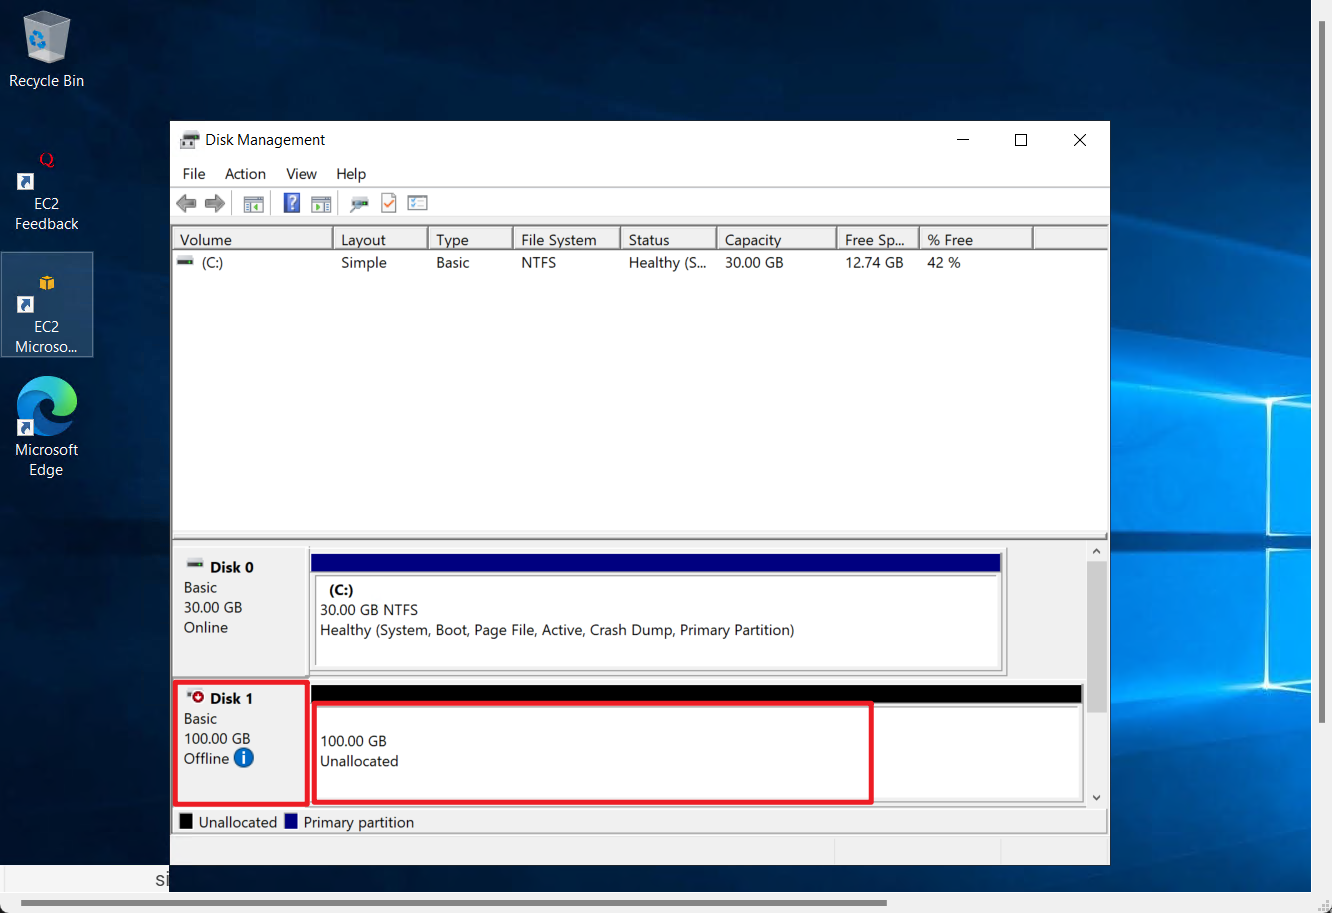 Recycle Bin
EC2
Feedback
EC2
Microso...
Microsoft
Edge
Disk Management
File Action View Help
Volume Layout Type File System Status Capacity Free Sp... % Free
(C:) Simple Basic NTFS Healthy (S... 30.00 GB 12.74 GB 42 %
Disk 0
Basic
30.00 GB
Online
(C:)
30.00 GB NTFS
Healthy (System, Boot, Page File, Active, Crash Dump, Primary Partition)
Disk 1
Basic
100.00 GB
Offline
100.00 GB
Unallocated
Unallocated Primary partition
si